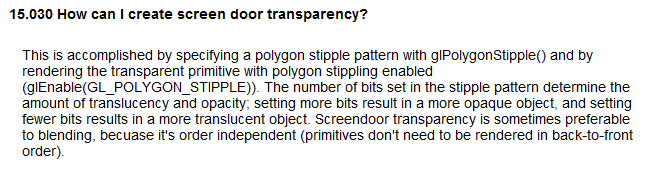 15.030 How can I create screen door transparency?
This is accomplished by specifying a polygon stipple pattern with glPolygonStipple() and by
rendering the transparent primitive with polygon stippling enabled
(glEnable(GL_POLYGON_STIPPLE)). The number of bits set in the stipple pattern determine the
amount of translucency and opacity; setting more bits result in a more opaque object, and setting
fewer bits results in a more translucent object. Screendoor transparency is sometimes preferable
to blending, becuase it's order independent (primitives don't need to be rendered in back-to-front
order).